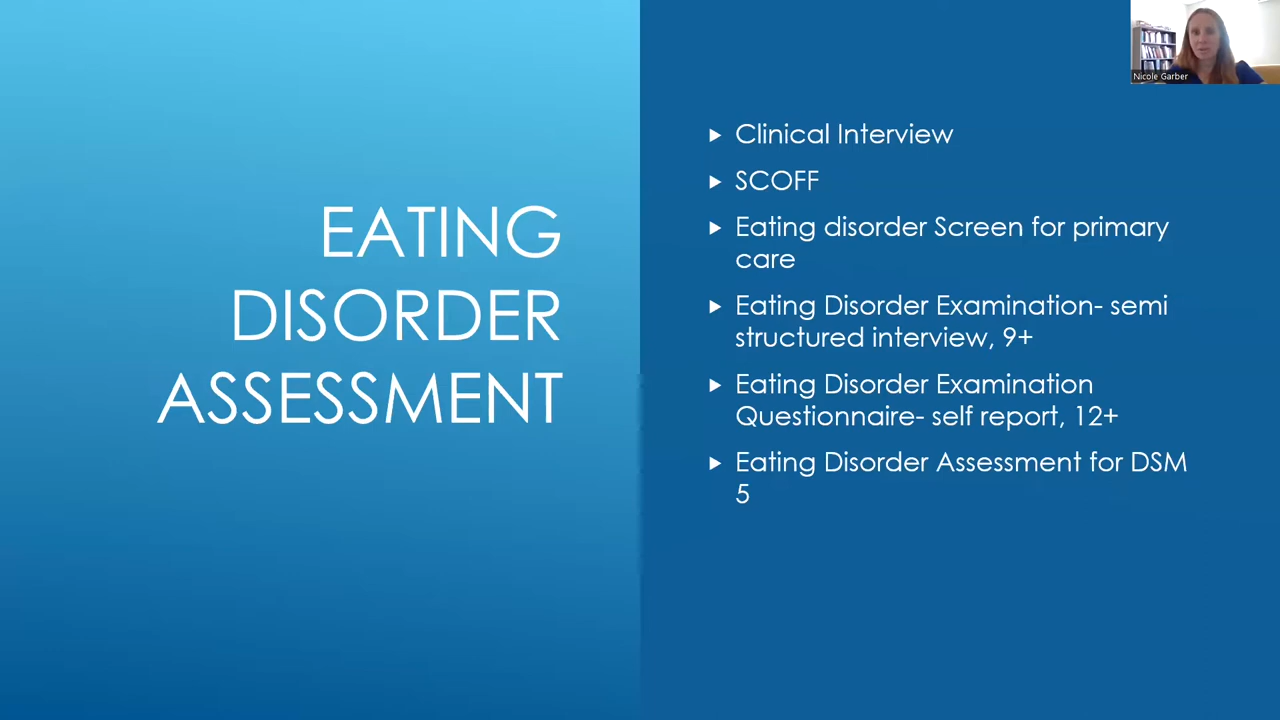 EATING
DISORDER
ASSESSMENT
Clinical Interview
SCOFF
Eating disorder Screen for primary
care
Eating Disorder Examination- semi
structured interview, 9+
Eating Disorder Examination
Questionnaire- self report, 12+
Eating Disorder Assessment for DSM
5
Nicole Garber